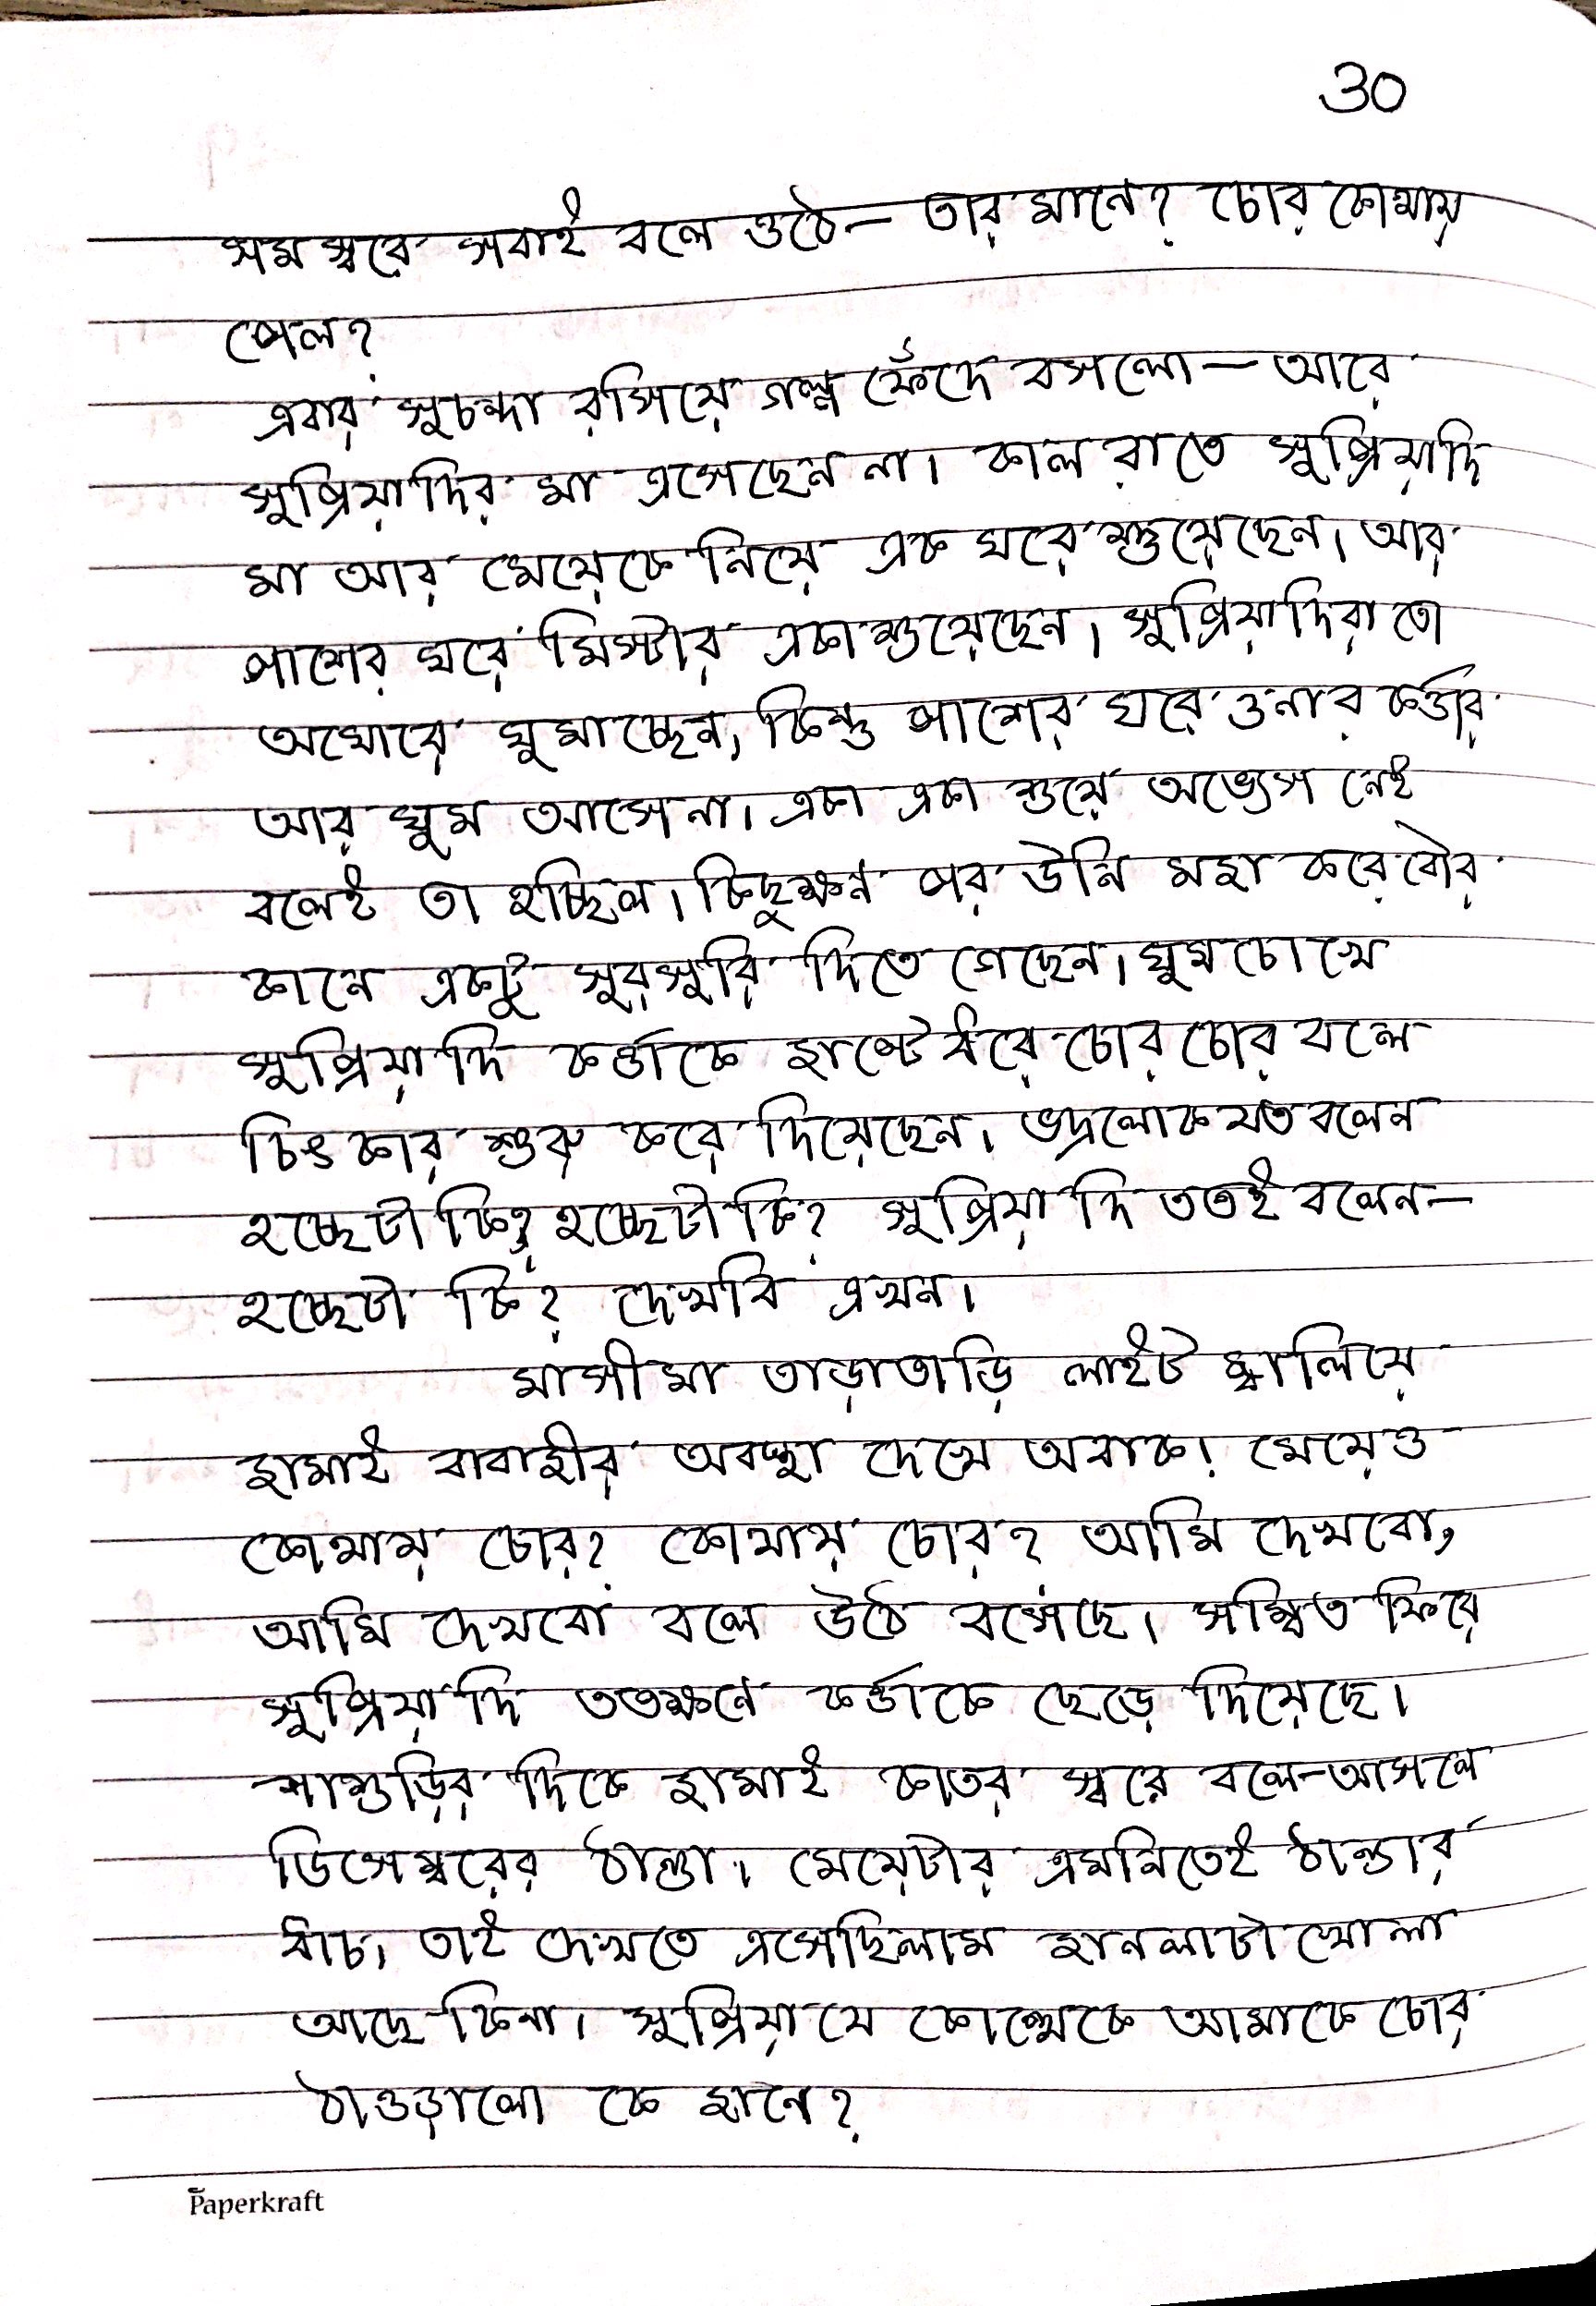 30
সমস্বরে সবাই বলে ওঠে— তার মানে? চোর কোথায়
গেল?
এবার সুচন্দা রসিয়ে গল্প ফেঁদে বসলো— আরে
সুপ্রিয়াদির মা এসেছেন না। কাল রাতে সুপ্রিয়াদি
মা আর মেয়েকে নিয়ে এক ঘরে শুয়েছেন। আর
পাশের ঘরে মিস্টার একা শুয়েছেন। সুপ্রিয়াদিরা তো
অঘোরে ঘুমাচ্ছেন, কিন্তু পাশের ঘরে ওনার কর্তার
আর ঘুম আসেনা। একা একা শুয়ে অভ্যেস নেই
বলেই তা হচ্ছিল। কিছুক্ষন পর উনি মজা করে বৌর
কানে একটু সুরসুরি দিতে গেছেন। ঘুমচোখে
সুপ্রিয়াদি কর্তাকে জাপ্টে ধরে চোর চোর বলে
চিৎকার শুরু করে দিয়েছেন। ভদ্রলোক যত বলেন
হচ্ছেটা কি? হচ্ছেটা কি? সুপ্রিয়াদি ততই বলেন—
হচ্ছেটা কি? দেখবি এখন।
মাসীমা তাড়াতাড়ি লাইট জ্বালিয়ে
জামাই বাবাজীর অবস্থা দেখে অবাক। মেয়েও
কোথায় চোর? কোথায় চোর? আমি দেখবো,
আমি দেখবো বলে উঠে বসেছে। সম্বিত ফিরে
সুপ্রিয়াদি ততক্ষনে কর্তাকে ছেড়ে দিয়েছে।
শাশুড়ির দিকে জামাই কাতর স্বরে বলে-আসলে
ডিসেম্বরের ঠান্ডা। মেয়েটার এমনিতেই ঠান্ডার
ধাচ। তাই দেখতে এসেছিলাম জানলাটা খোলা
আছে কিনা। সুপ্রিয়া যে কোত্থেকে আমাকে চোর
ঠাওড়ালো কে জানে?
Paperkraft